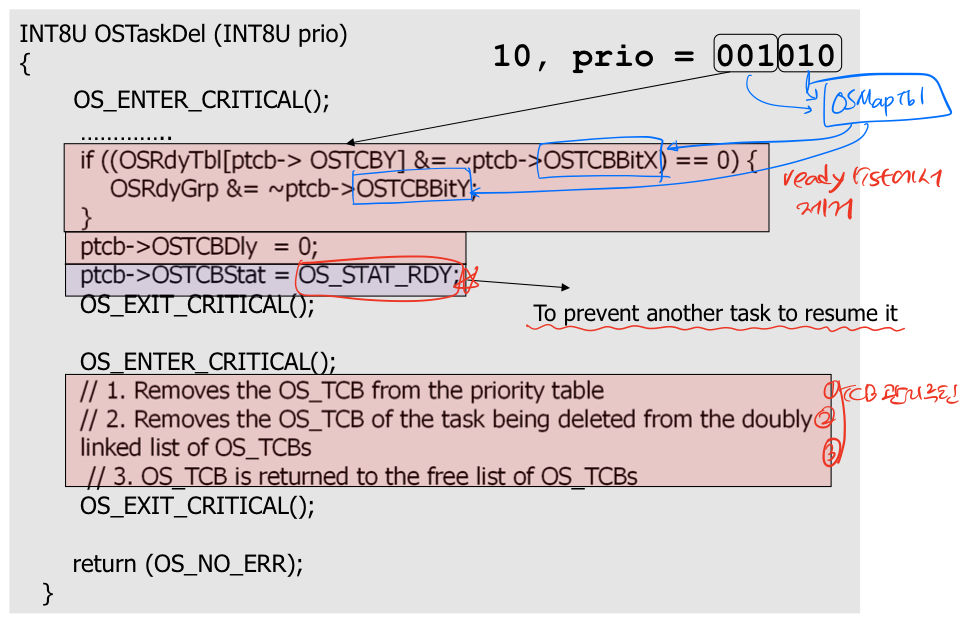 INT8U OSTaskDel (INT8U prio)
{
10, prio = 001010
OSMapTbl
OS_ENTER_CRITICAL();
.............
if ((OSRdyTbl[ptcb-> OSTCBY] &= ~ptcb->OSTCBBitX) == 0) {
OSRdyGrp &= ~ptcb->OSTCBBitY;
}
ready list에서
제거
ptcb->OSTCBDly = 0;
ptcb->OSTCBStat = OS_STAT_RDY;
OS_EXIT_CRITICAL();
To prevent another task to resume it
OS_ENTER_CRITICAL();
// 1. Removes the OS_TCB from the priority table
① TCB
// 2. Removes the OS_TCB of the task being deleted from the doubly
②
linked list of OS_TCBs
③
// 3. OS_TCB is returned to the free list of OS_TCBs
OS_EXIT_CRITICAL();
return (OS_NO_ERR);
}